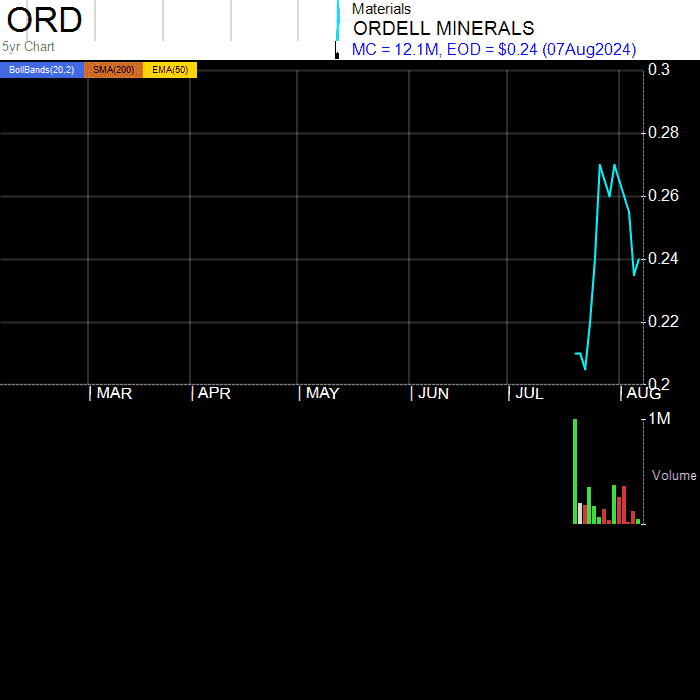 ORD
5yr Chart
Materials
ORDELL MINERALS
MC = 12.1M, EOD = $0.24 (07Aug2024)
BollBands(20,2) SMA(200) EMA(50)
0.3
0.28
0.26
0.24
0.22
0.2
| MAR | APR | MAY | JUN | JUL | AUG
1M
Volume